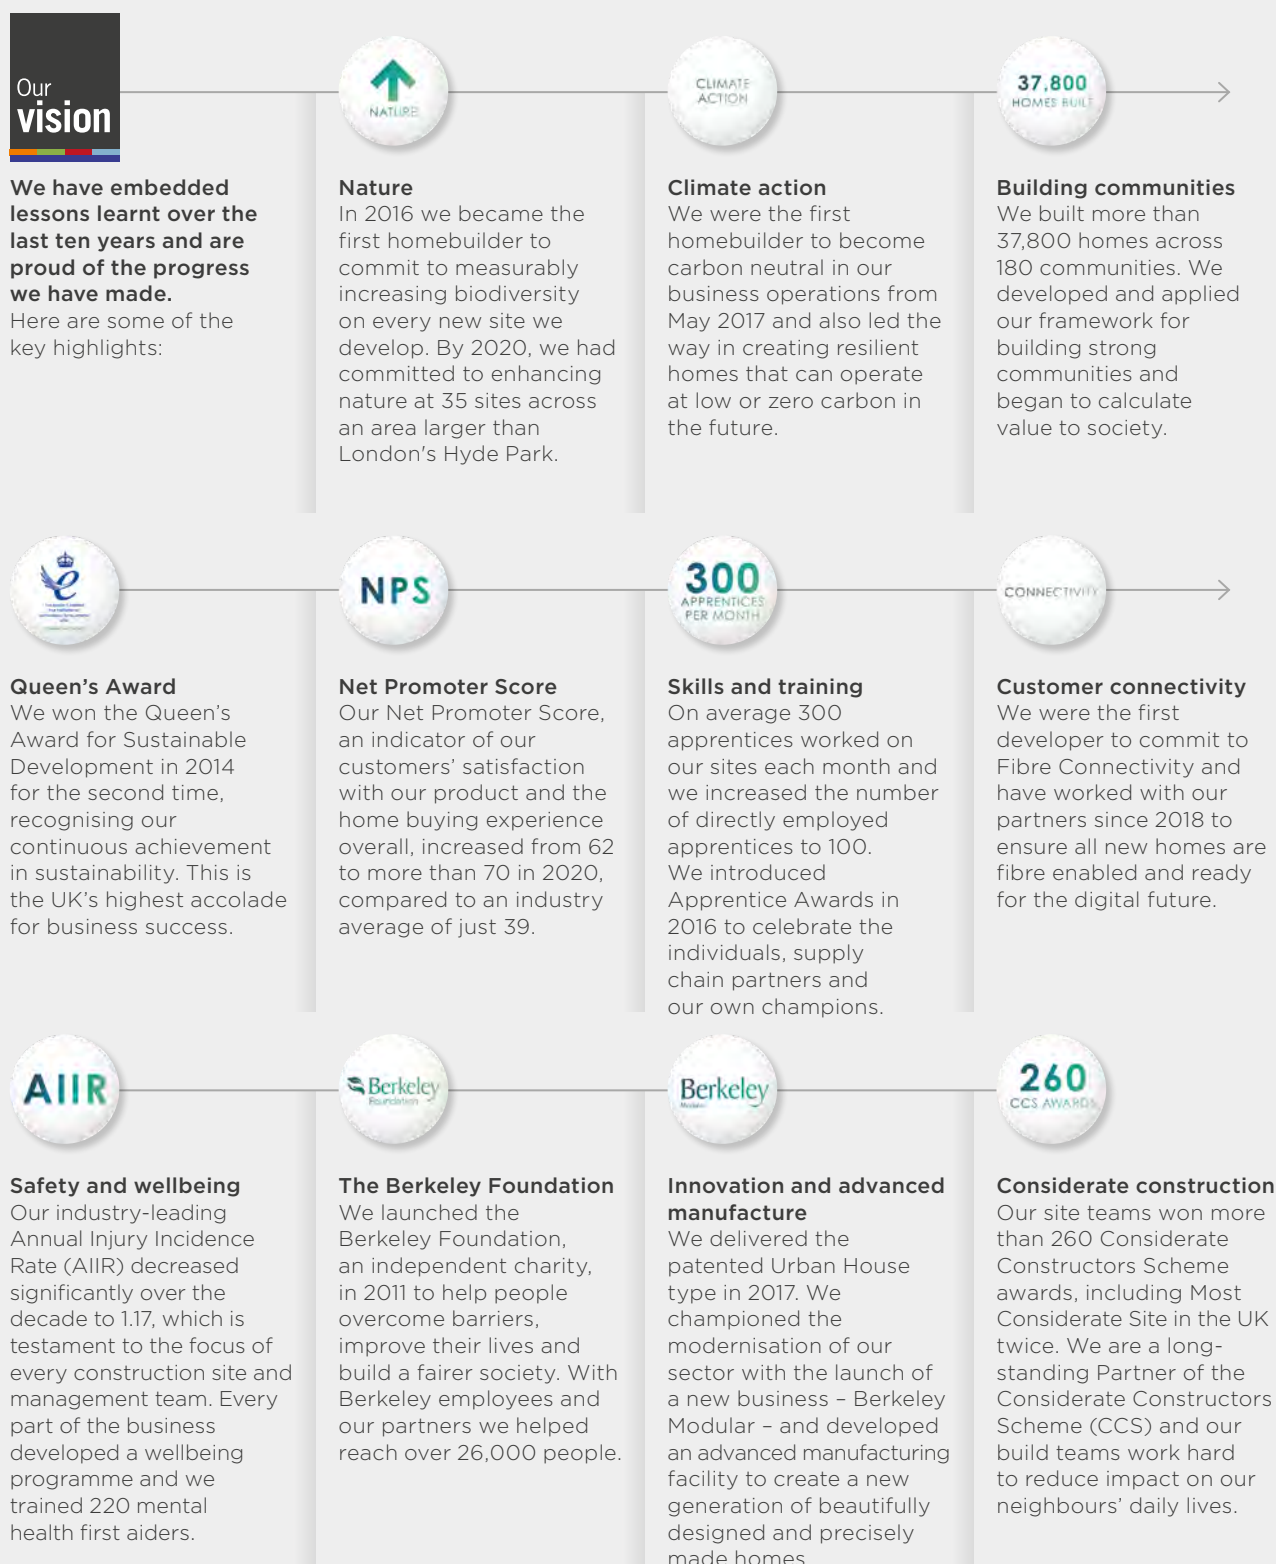 Our
vision
NATURE
CLIMATE
ACTION
37,800
HOMES BUILT
We have embedded
lessons learnt over the
last ten years and are
proud of the progress
we have made.
Here are some of the
key highlights:
Nature
In 2016 we became the
first homebuilder to
commit to measurably
increasing biodiversity
on every new site we
develop. By 2020, we had
committed to enhancing
nature at 35 sites across
an area larger than
London's Hyde Park.
Climate action
We were the first
homebuilder to become
carbon neutral in our
business operations from
May 2017 and also led the
way in creating resilient
homes that can operate
at low or zero carbon in
the future.
Building communities
We built more than
37,800 homes across
180 communities. We
developed and applied
our framework for
building strong
communities and
began to calculate
value to society.
NPS
300
APPRENTICES
PER MONTH
CONNECTIVITY
Queen’s Award
We won the Queen’s
Award for Sustainable
Development in 2014
for the second time,
recognising our
continuous achievement
in sustainability. This is
the UK’s highest accolade
for business success.
Net Promoter Score
Our Net Promoter Score,
an indicator of our
customers’ satisfaction
with our product and the
home buying experience
overall, increased from 62
to more than 70 in 2020,
compared to an industry
average of just 39.
Skills and training
On average 300
apprentices worked on
our sites each month and
we increased the number
of directly employed
apprentices to 100.
We introduced
Apprentice Awards in
2016 to celebrate the
individuals, supply
chain partners and
our own champions.
Customer connectivity
We were the first
developer to commit to
Fibre Connectivity and
have worked with our
partners since 2018 to
ensure all new homes are
fibre enabled and ready
for the digital future.
AIIR
Berkeley
Foundation
Berkeley
Modular
260
CCS AWARDS
Safety and wellbeing
Our industry-leading
Annual Injury Incidence
Rate (AIIR) decreased
significantly over the
decade to 1.17, which is
testament to the focus of
every construction site and
management team. Every
part of the business
developed a wellbeing
programme and we
trained 220 mental
health first aiders.
The Berkeley Foundation
We launched the
Berkeley Foundation,
an independent charity,
in 2011 to help people
overcome barriers,
improve their lives and
build a fairer society. With
Berkeley employees and
our partners we helped
reach over 26,000 people.
Innovation and advanced
manufacture
We delivered the
patented Urban House
type in 2017. We
championed the
modernisation of our
sector with the launch of
a new business – Berkeley
Modular – and developed
an advanced manufacturing
facility to create a new
generation of beautifully
designed and precisely
made homes
Considerate construction
Our site teams won more
than 260 Considerate
Constructors Scheme
awards, including Most
Considerate Site in the UK
twice. We are a long-
standing Partner of the
Considerate Constructors
Scheme (CCS) and our
build teams work hard
to reduce impact on our
neighbours’ daily lives.